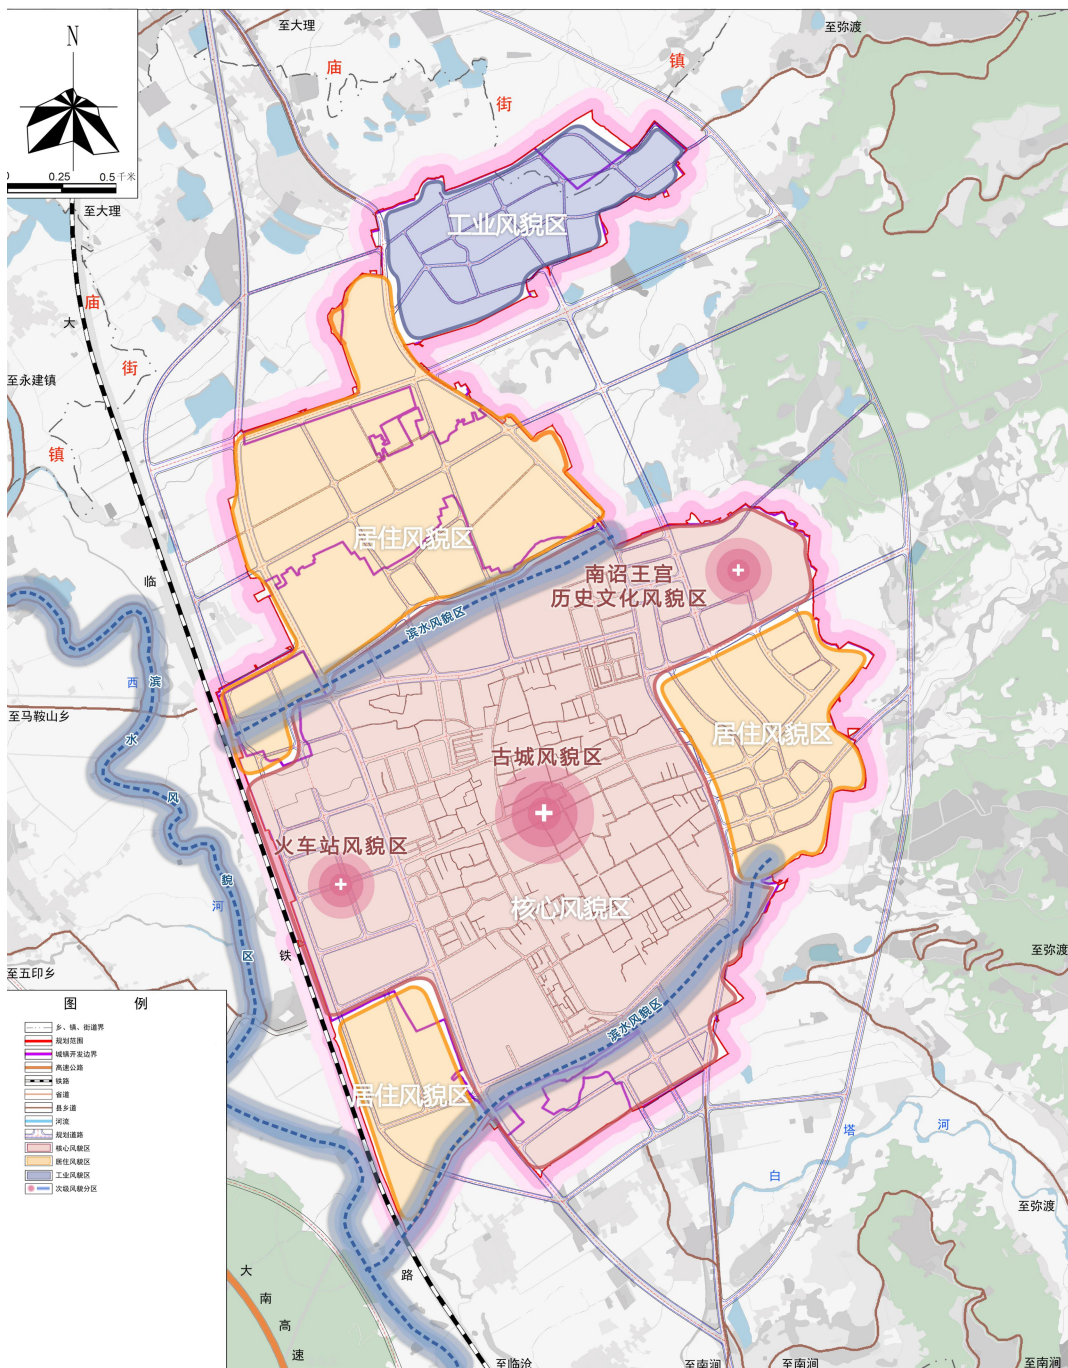 N
0 0.25 0.5 千米
至大理
至弥渡
庙
街
镇
至大理
庙
街
镇
大
临
铁
路
至永建镇
工业风貌区
居住风貌区
滨水风貌区
南诏王宫
历史文化风貌区
西
河
滨
水
风
貌
区
至马鞍山乡
居住风貌区
古城风貌区
火车站风貌区
核心风貌区
至五印乡
至弥渡
滨水风貌区
居住风貌区
白
塔
河
至弥渡
大
南
高
速
至临沧
至南涧
至南涧
至南涧
图 例
乡、镇、街道界
规划范围
城镇开发边界
高速公路
铁路
省道
县乡道
河流
规划道路
核心风貌区
居住风貌区
工业风貌区
次级风貌分区